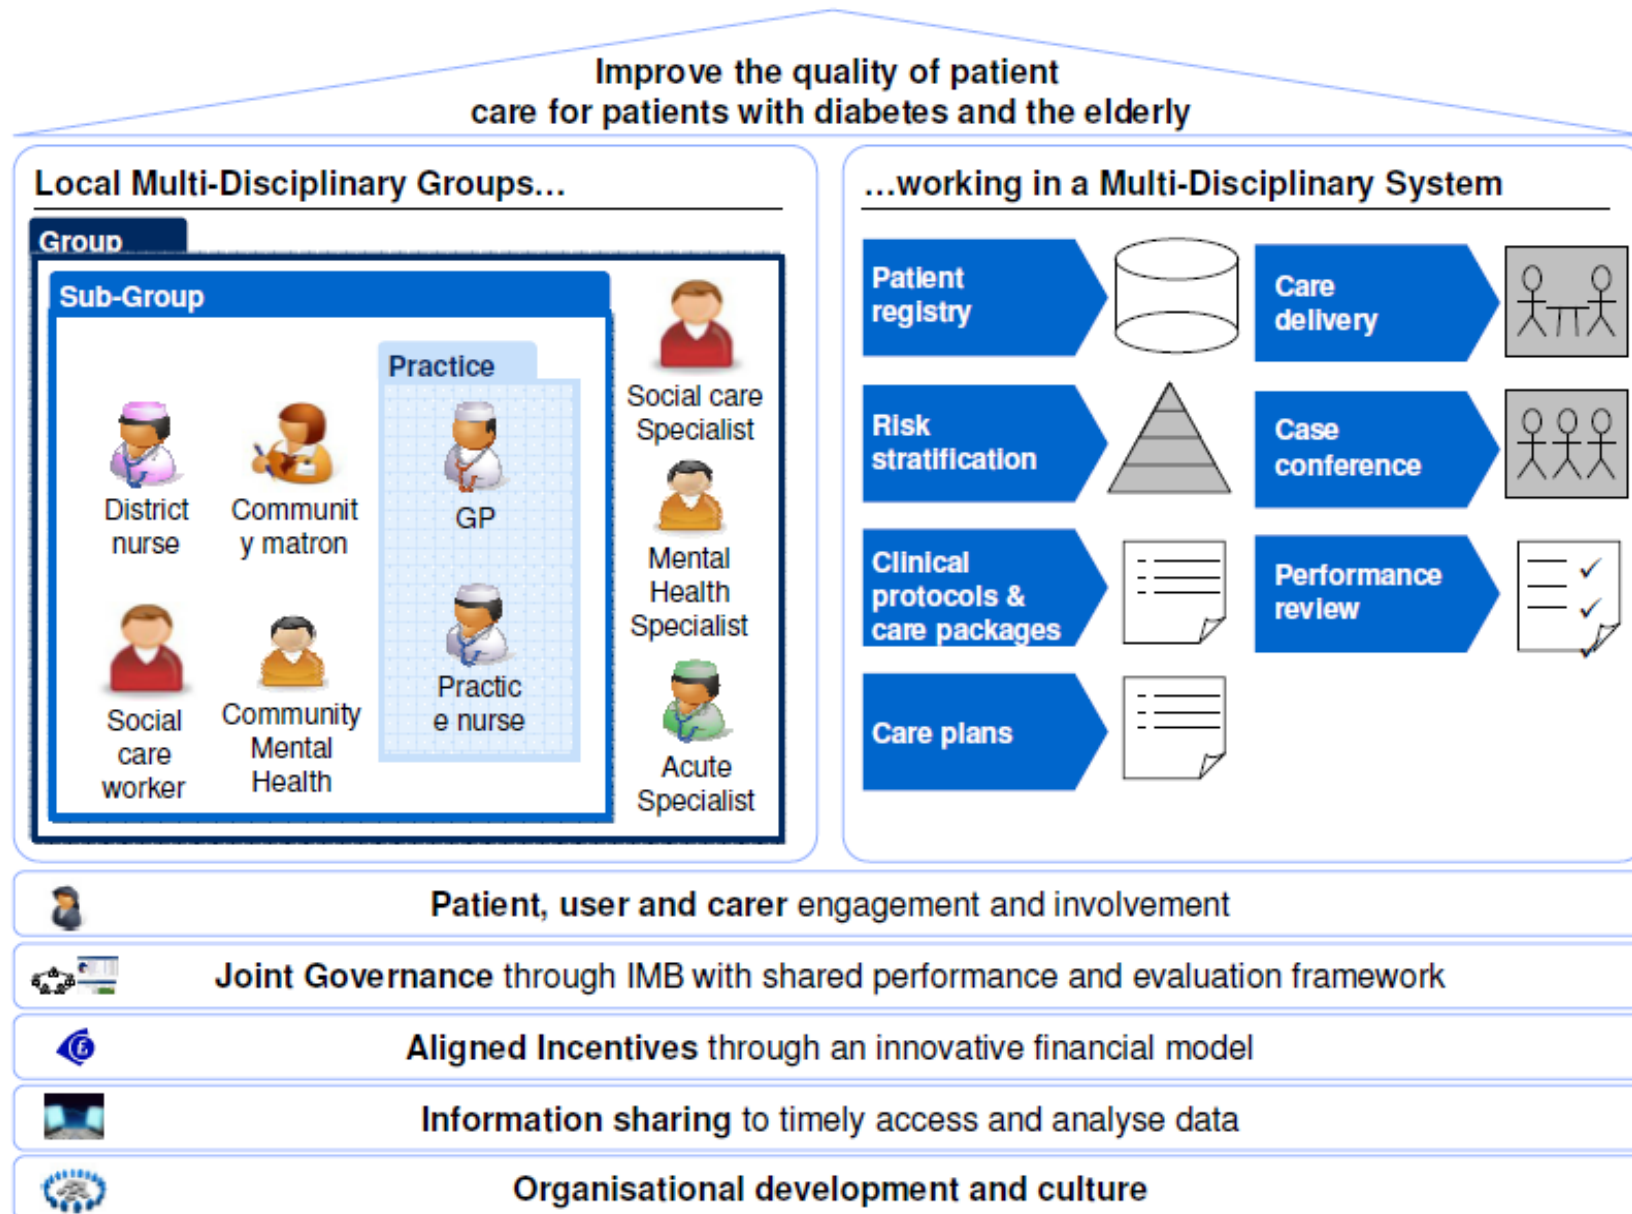 Improve the quality of patient
care for patients with diabetes and the elderly
Local Multi-Disciplinary Groups...
Group
Sub-Group
Practice
District
nurse
Communit
y matron
GP
Social
care
worker
Community
Mental
Health
Practic
e nurse
Social care
Specialist
Mental
Health
Specialist
Acute
Specialist
...working in a Multi-Disciplinary System
Patient
registry
Care
delivery
Risk
stratification
Case
conference
Clinical
protocols &
care packages
Performance
review
Care plans
Patient, user and carer engagement and involvement
Joint Governance through IMB with shared performance and evaluation framework
£
Aligned Incentives through an innovative financial model
Information sharing to timely access and analyse data
Organisational development and culture